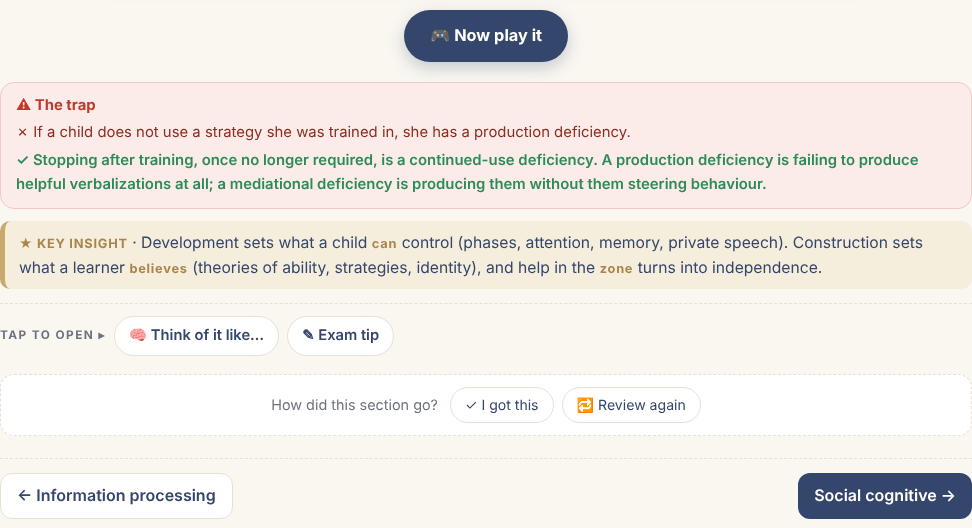 🎮 Now play it
⚠ The trap
✕ If a child does not use a strategy she was trained in, she has a production deficiency.
✓ Stopping after training, once no longer required, is a continued-use deficiency. A production deficiency is failing to produce
helpful verbalizations at all; a mediational deficiency is producing them without them steering behaviour.
★ KEY INSIGHT · Development sets what a child can control (phases, attention, memory, private speech). Construction sets
what a learner believes (theories of ability, strategies, identity), and help in the zone turns into independence.
TAP TO OPEN ▸ 🧠 Think of it like... ✎ Exam tip
How did this section go? ✓ I got this 🔁 Review again
← Information processing Social cognitive →